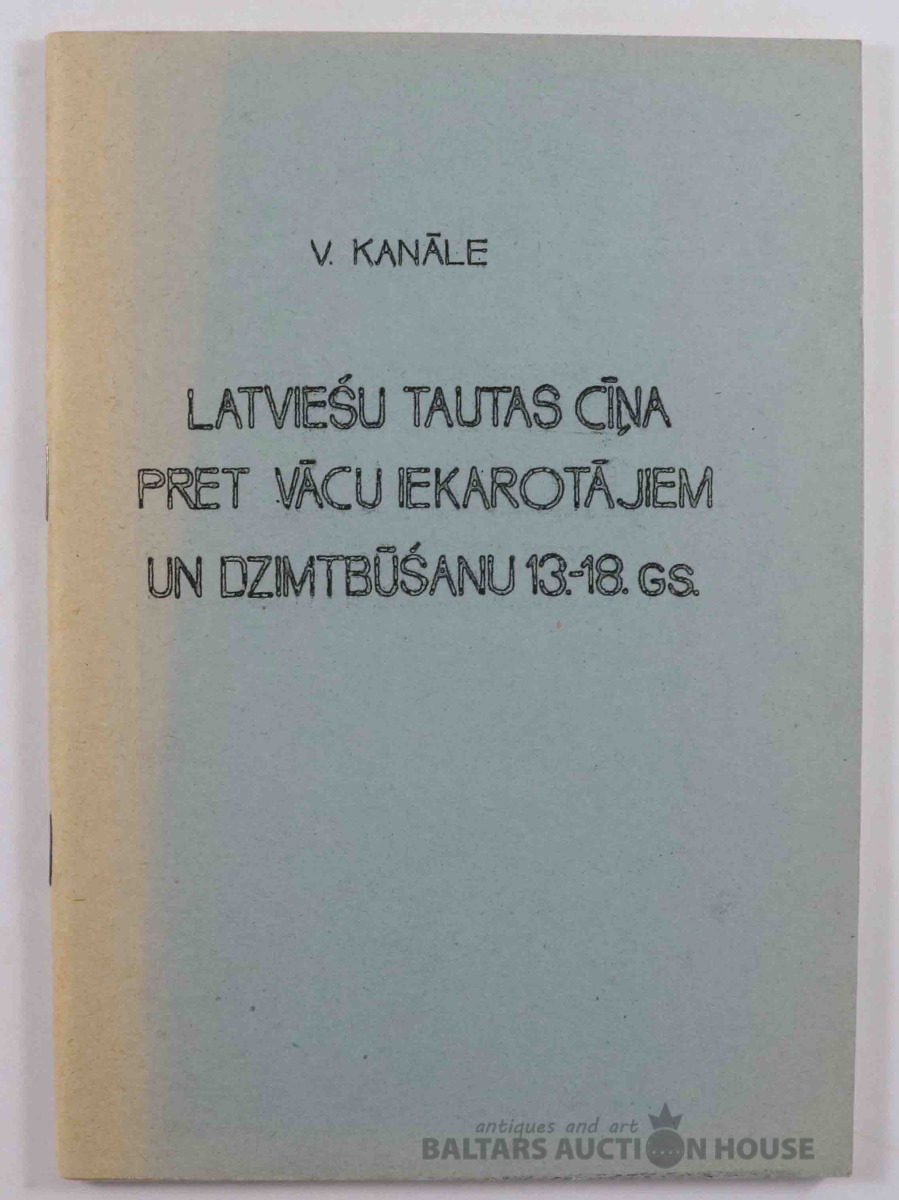 V. KANĀLE
LATVIEŠU TAUTAS CĪŅA
PRET VĀCU IEKAROTĀJIEM
UN DZIMTBŪŠANU 13.-18. GS.
antiques and art
BALTARS AUCTION HOUSE